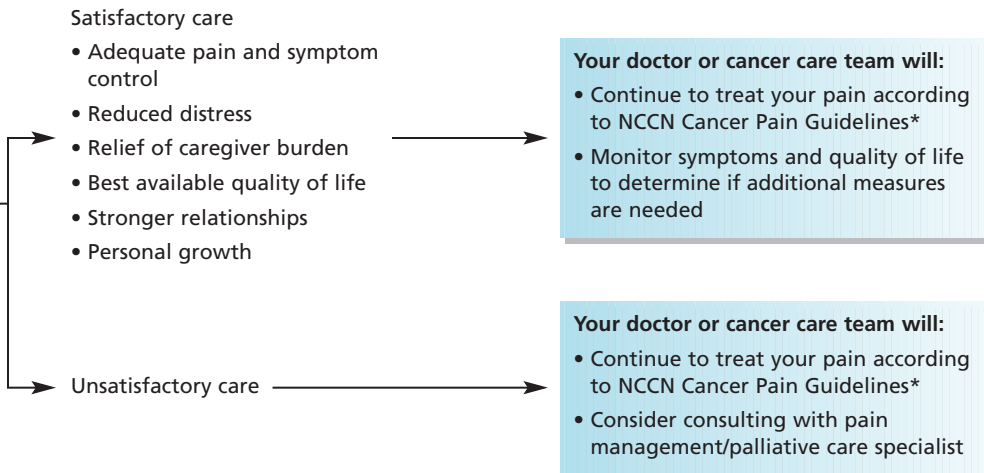 Satisfactory care
• Adequate pain and symptom
control
• Reduced distress
• Relief of caregiver burden
• Best available quality of life
• Stronger relationships
• Personal growth
Your doctor or cancer care team will:
• Continue to treat your pain according
to NCCN Cancer Pain Guidelines*
• Monitor symptoms and quality of life
to determine if additional measures
are needed
Unsatisfactory care
Your doctor or cancer care team will:
• Continue to treat your pain according
to NCCN Cancer Pain Guidelines*
• Consider consulting with pain
management/palliative care specialist